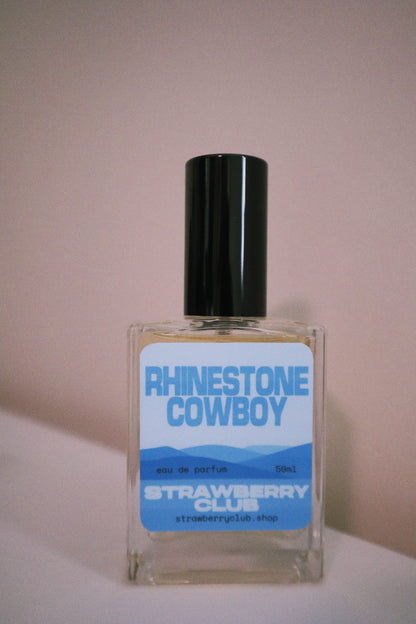 RHINESTONE
COWBOY
eau de parfum 50ml
STRAWBERRY
CLUB
strawberryclub.shop